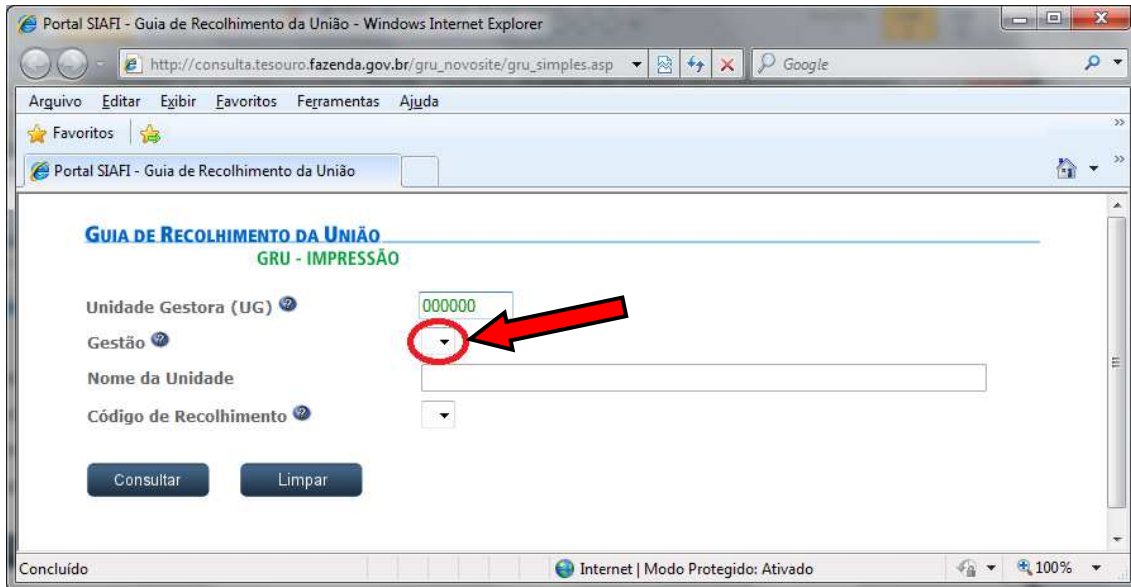 Portal SIAFI - Guia de Recolhimento da União - Windows Internet Explorer
http://consulta.tesouro.fazenda.gov.br/gru_novosite/gru_simples.asp
Google
Arquivo Editar Exibir Favoritos Ferramentas Ajuda
Favoritos
Portal SIAFI - Guia de Recolhimento da União
GUIA DE RECOLHIMENTO DA UNIÃO
GRU - IMPRESSÃO
Unidade Gestora (UG) 000000
Gestão
Nome da Unidade
Código de Recolhimento
Consultar Limpar
Concluído Internet | Modo Protegido: Ativado 100%